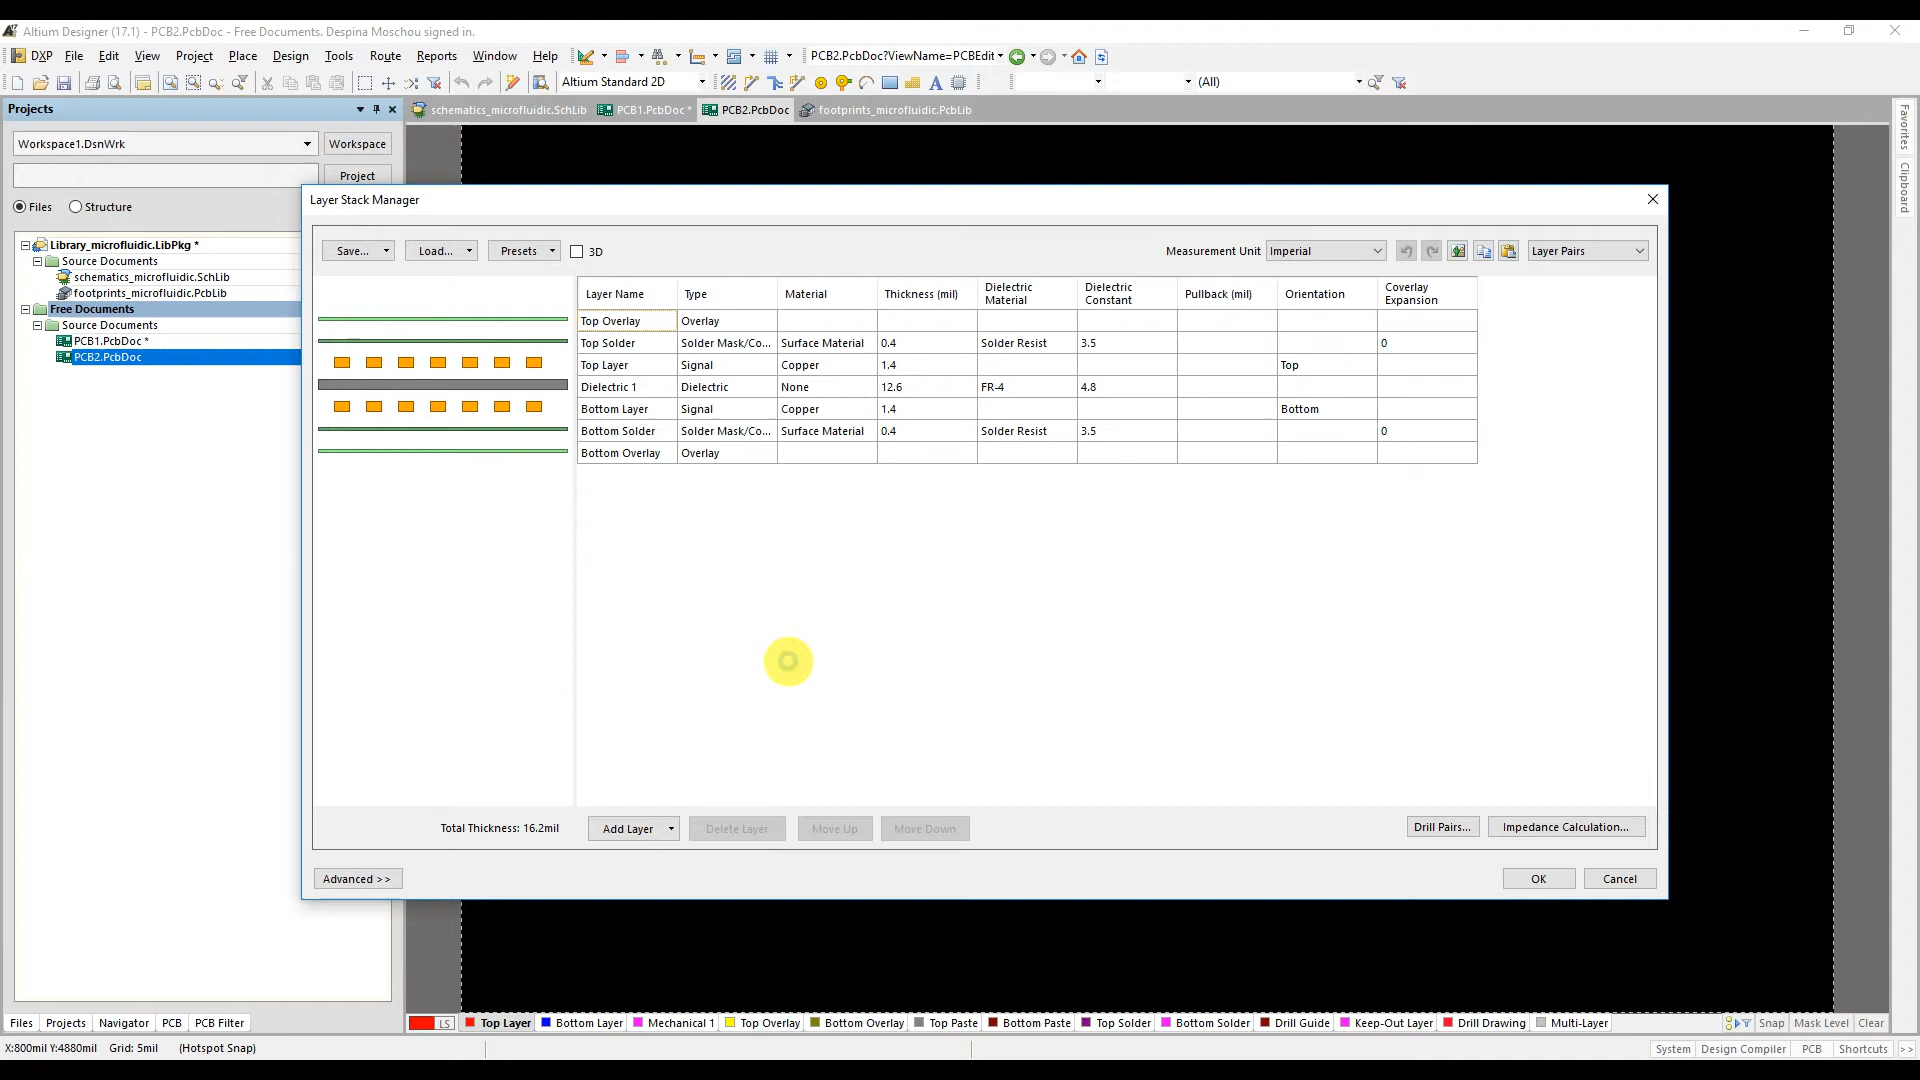 Altium Designer (17.1) - PCB2.PcbDoc - Free Documents. Despina Moschou signed in.
DXP File Edit View Project Place Design Tools Route Reports Window Help PCB2.PcbDoc?ViewName=PCBEdit
Altium Standard 2D (All)
Projects
schematics_microfluidic.SchLib PCB1.PcbDoc * PCB2.PcbDoc footprints_microfluidic.PcbLib
Favorites
Clipboard
Workspace1.DsnWrk Workspace
Project
Files Structure
Library_microfluidic.LibPkg *
Source Documents
schematics_microfluidic.SchLib
footprints_microfluidic.PcbLib
Free Documents
Source Documents
PCB1.PcbDoc *
PCB2.PcbDoc
Layer Stack Manager
Save... Load... Presets 3D Measurement Unit Imperial Layer Pairs
Layer Name Type Material Thickness (mil) Dielectric Material Dielectric Constant Pullback (mil) Orientation Coverlay Expansion
Top Overlay Overlay
Top Solder Solder Mask/Co... Surface Material 0.4 Solder Resist 3.5 0
Top Layer Signal Copper 1.4 Top
Dielectric 1 Dielectric None 12.6 FR-4 4.8
Bottom Layer Signal Copper 1.4 Bottom
Bottom Solder Solder Mask/Co... Surface Material 0.4 Solder Resist 3.5 0
Bottom Overlay Overlay
Total Thickness: 16.2mil Add Layer Delete Layer Move Up Move Down Drill Pairs... Impedance Calculation...
Advanced >> OK Cancel
Files Projects Navigator PCB PCB Filter
LS Top Layer Bottom Layer Mechanical 1 Top Overlay Bottom Overlay Top Paste Bottom Paste Top Solder Bottom Solder Drill Guide Keep-Out Layer Drill Drawing Multi-Layer Snap Mask Level Clear
X:800mil Y:4880mil Grid: 5mil (Hotspot Snap) System Design Compiler PCB Shortcuts >>